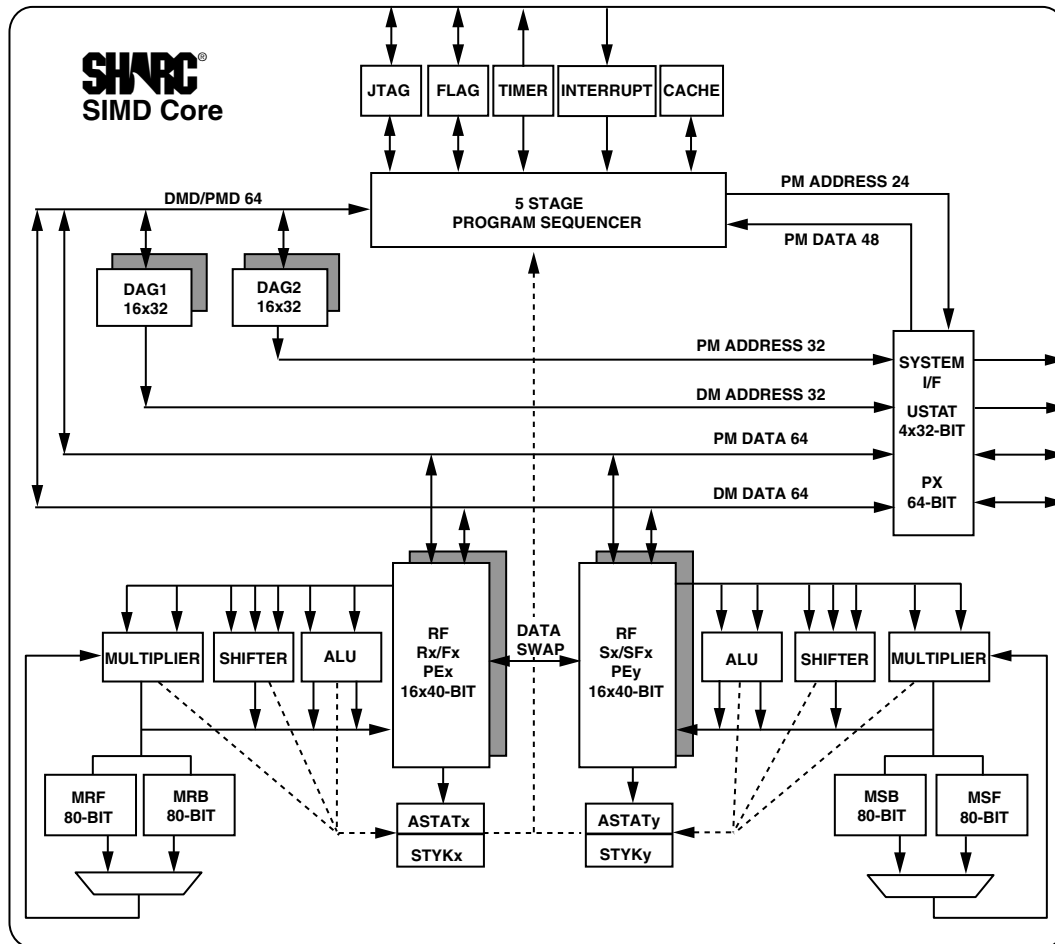 SHARC®
SIMD Core
JTAG
FLAG
TIMER
INTERRUPT
CACHE
5 STAGE
PROGRAM SEQUENCER
PM ADDRESS 24
PM DATA 48
DMD/PMD 64
DAG1
16x32
DAG2
16x32
PM ADDRESS 32
DM ADDRESS 32
PM DATA 64
DM DATA 64
SYSTEM
I/F
USTAT
4x32-BIT
PX
64-BIT
MULTIPLIER
SHIFTER
ALU
RF
Rx/Fx
PEx
16x40-BIT
DATA
SWAP
RF
Sx/SFx
PEy
16x40-BIT
ALU
SHIFTER
MULTIPLIER
MRF
80-BIT
MRB
80-BIT
ASTATx
STYKx
ASTATy
STYKy
MSB
80-BIT
MSF
80-BIT